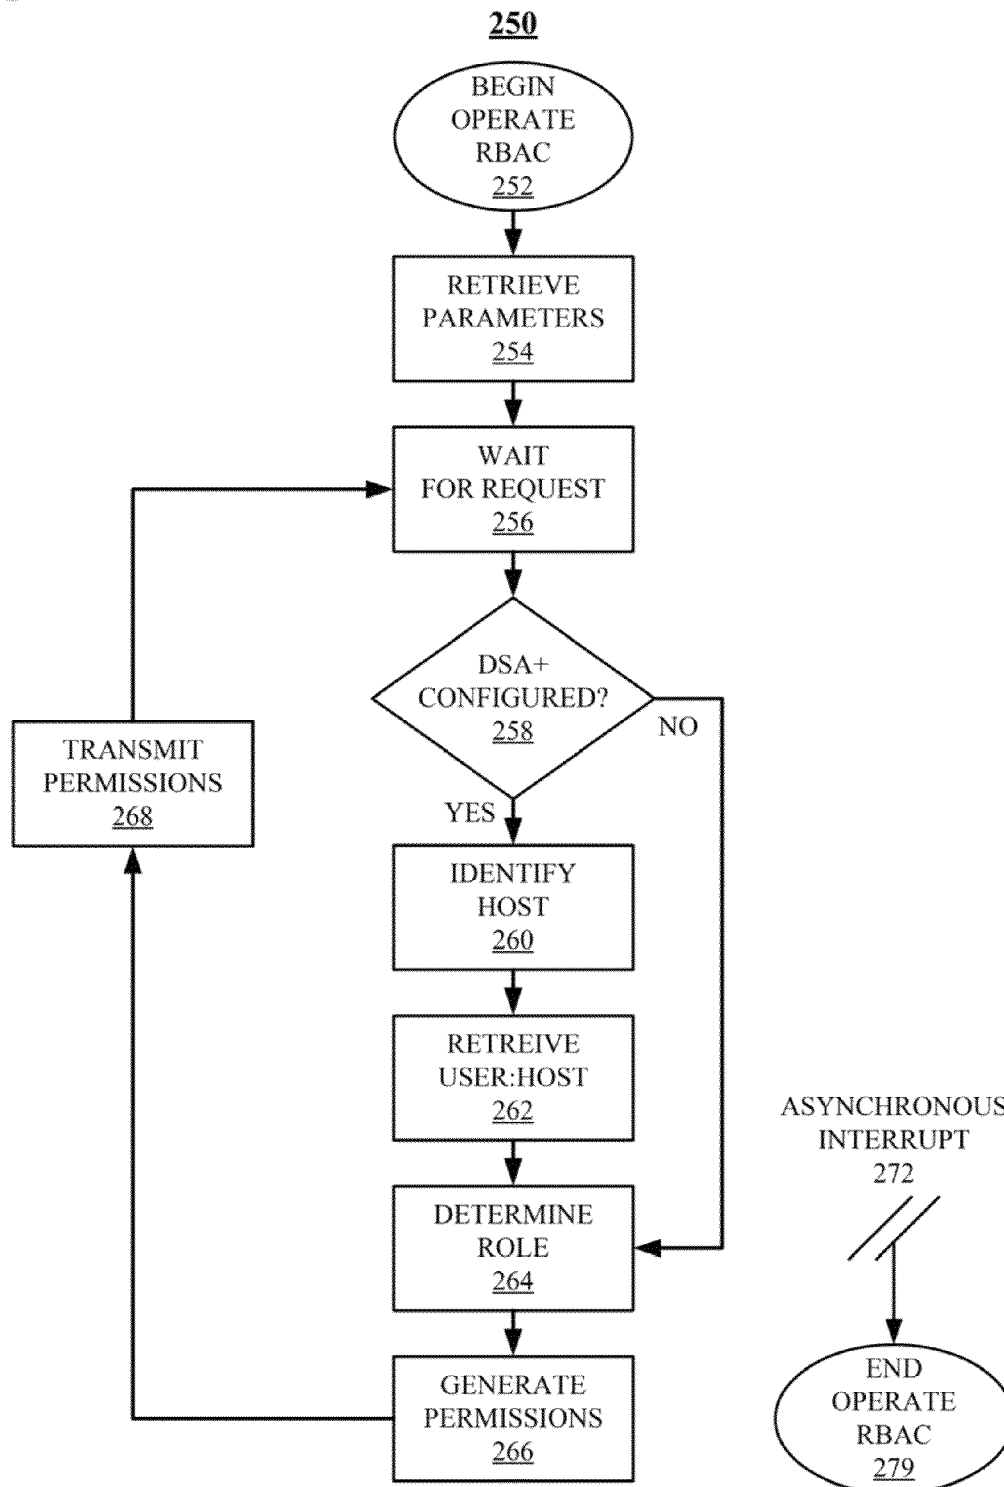 250
BEGIN
OPERATE
RBAC
252
RETRIEVE
PARAMETERS
254
WAIT
FOR REQUEST
256
DSA+
CONFIGURED?
258
NO
YES
TRANSMIT
PERMISSIONS
268
IDENTIFY
HOST
260
RETREIVE
USER:HOST
262
DETERMINE
ROLE
264
GENERATE
PERMISSIONS
266
ASYNCHRONOUS
INTERRUPT
272
END
OPERATE
RBAC
279